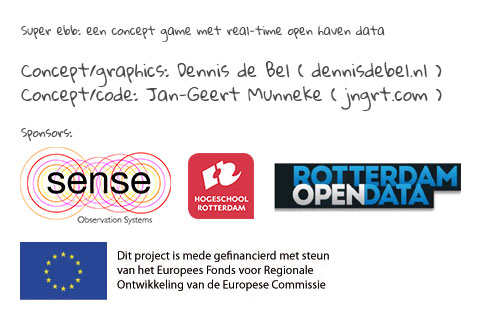 Super ebb: een concept game met real-time open haven data
Concept/graphics: Dennis de Bel ( dennisdebel.nl )
Concept/code: Jan-Geert Munneke ( jngrt.com )
Sponsors:
sense
Observation Systems
HOGESCHOOL
ROTTERDAM
ROTTERDAM
OPENDATA
Dit project is mede gefinancierd met steun
van het Europees Fonds voor Regionale
Ontwikkeling van de Europese Commissie